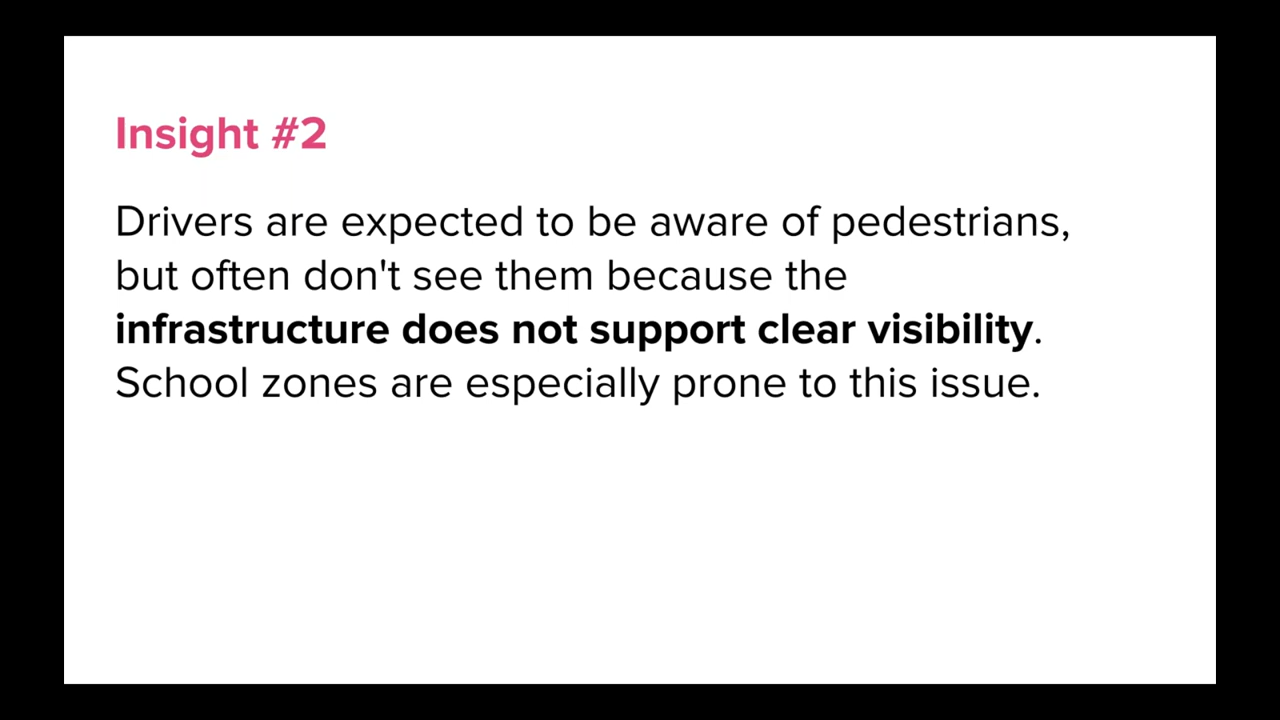 Insight #2
Drivers are expected to be aware of pedestrians,
but often don't see them because the
infrastructure does not support clear visibility.
School zones are especially prone to this issue.